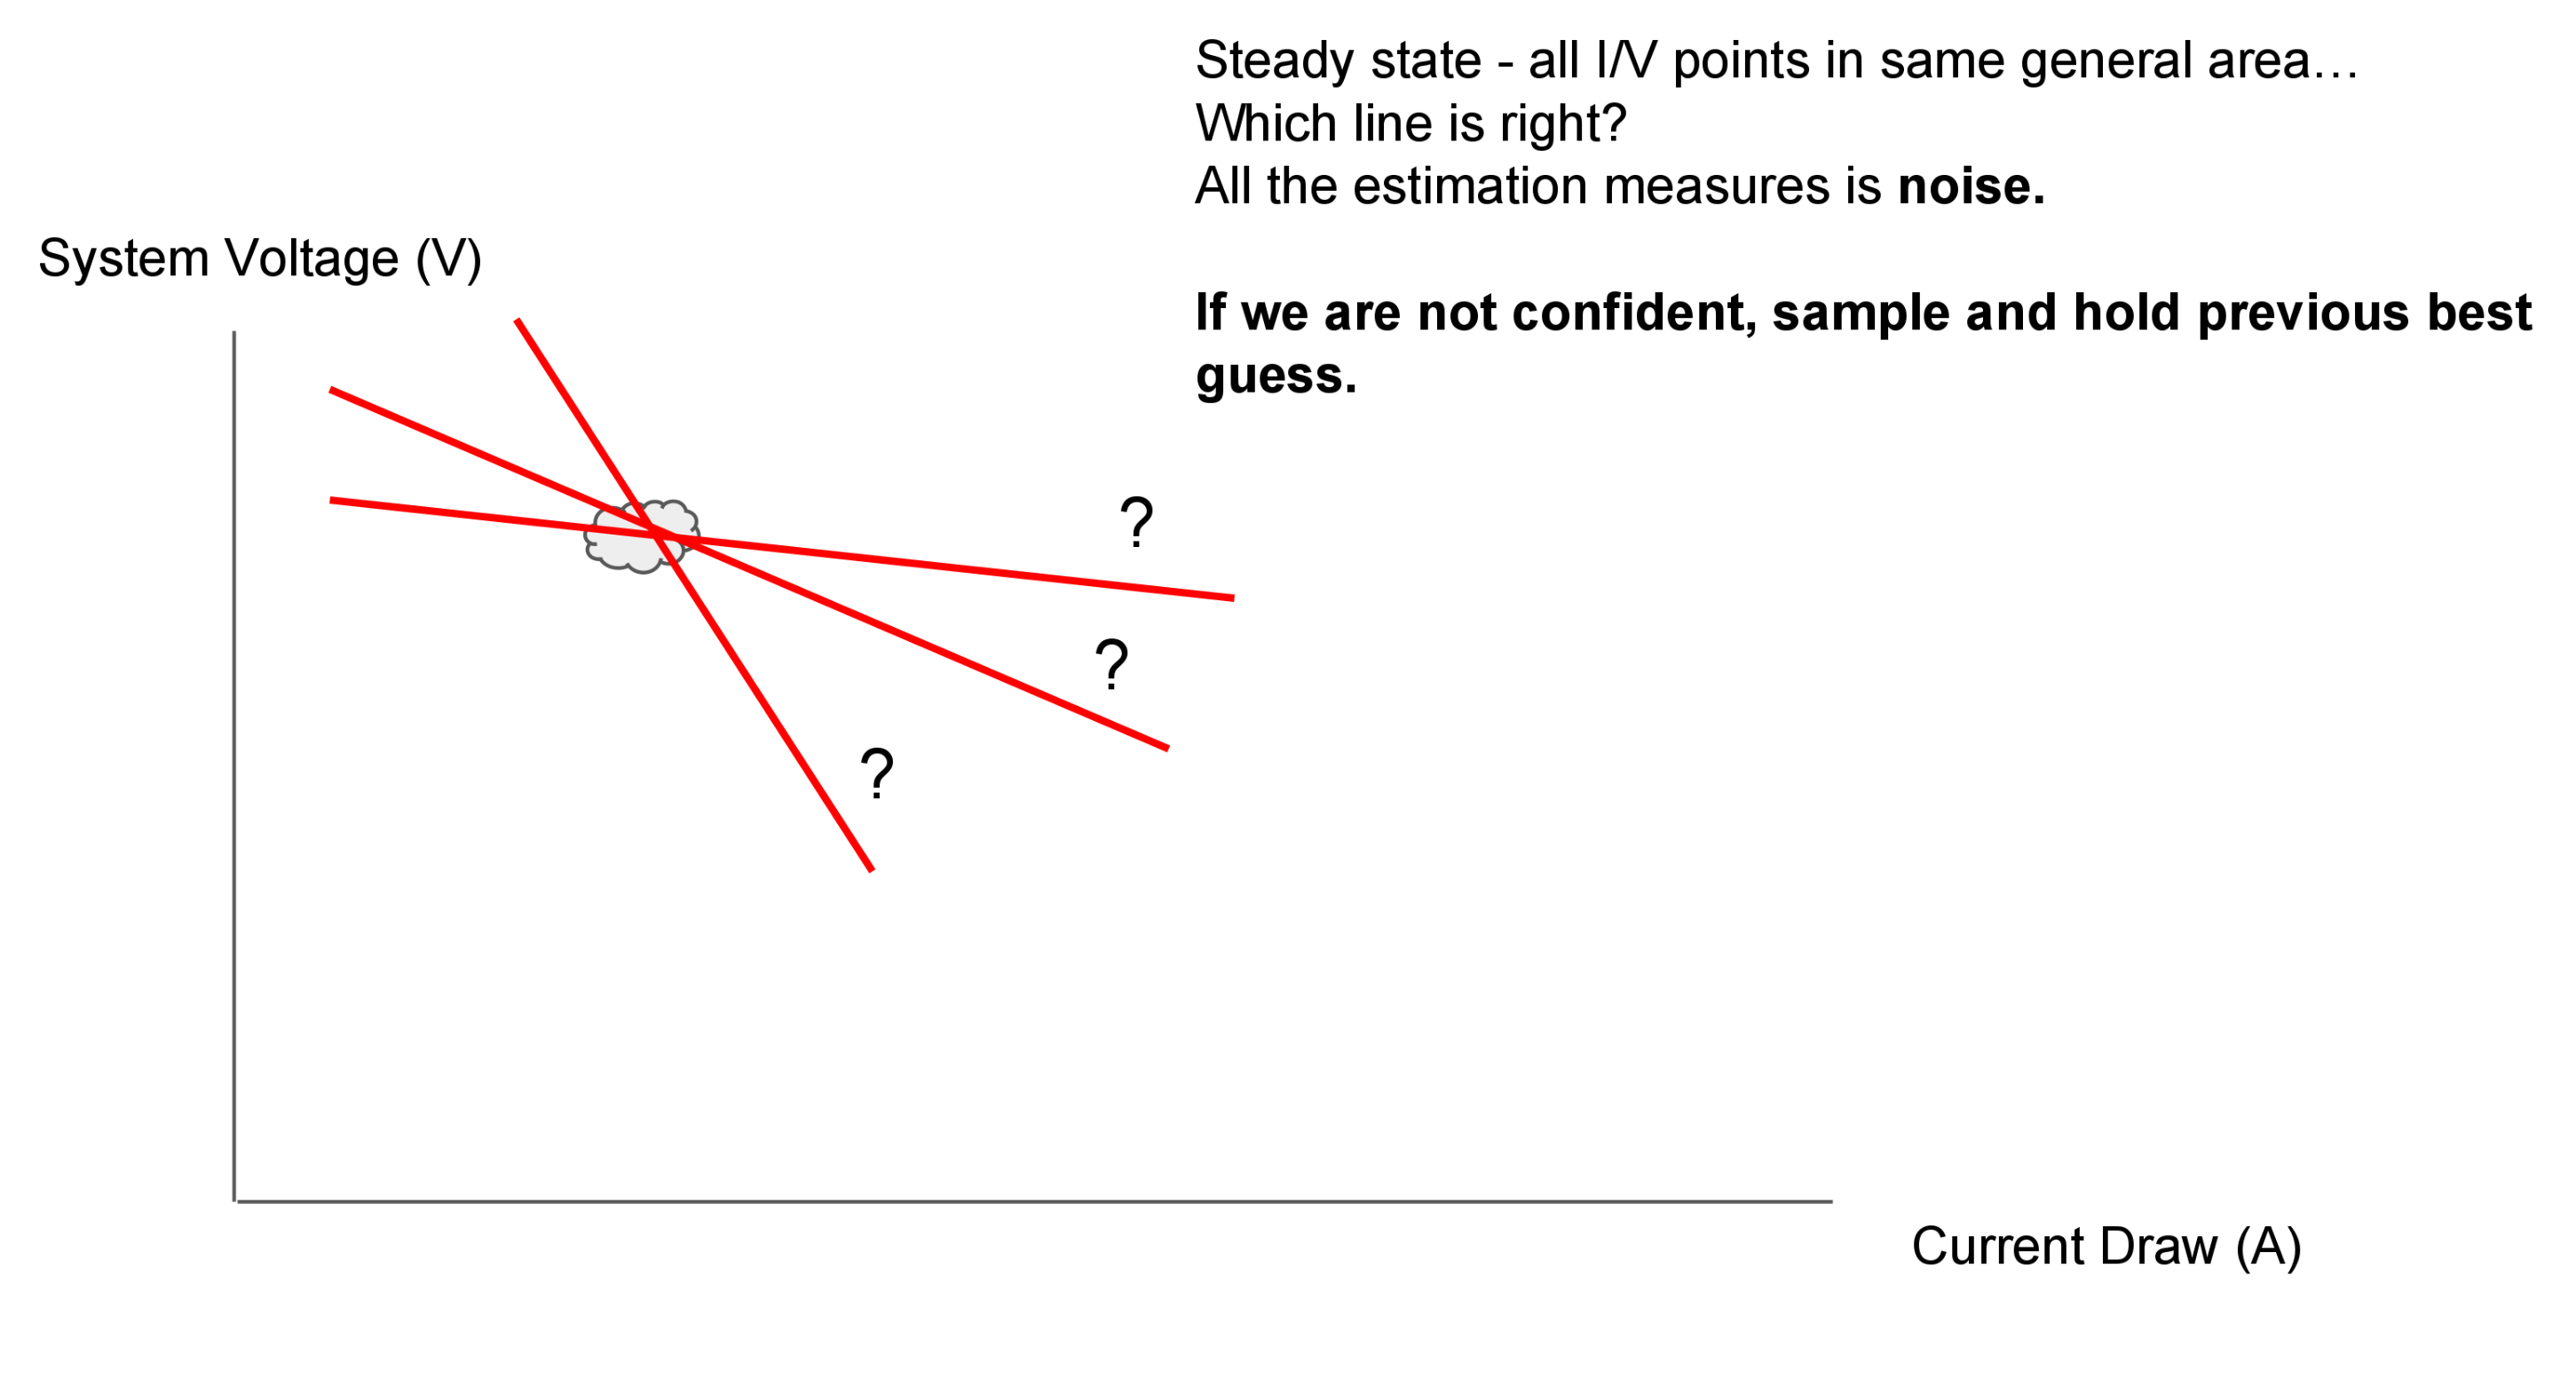 Steady state - all I/V points in same general area…
Which line is right?
All the estimation measures is noise.
If we are not confident, sample and hold previous best
guess.
System Voltage (V)
?
?
?
Current Draw (A)